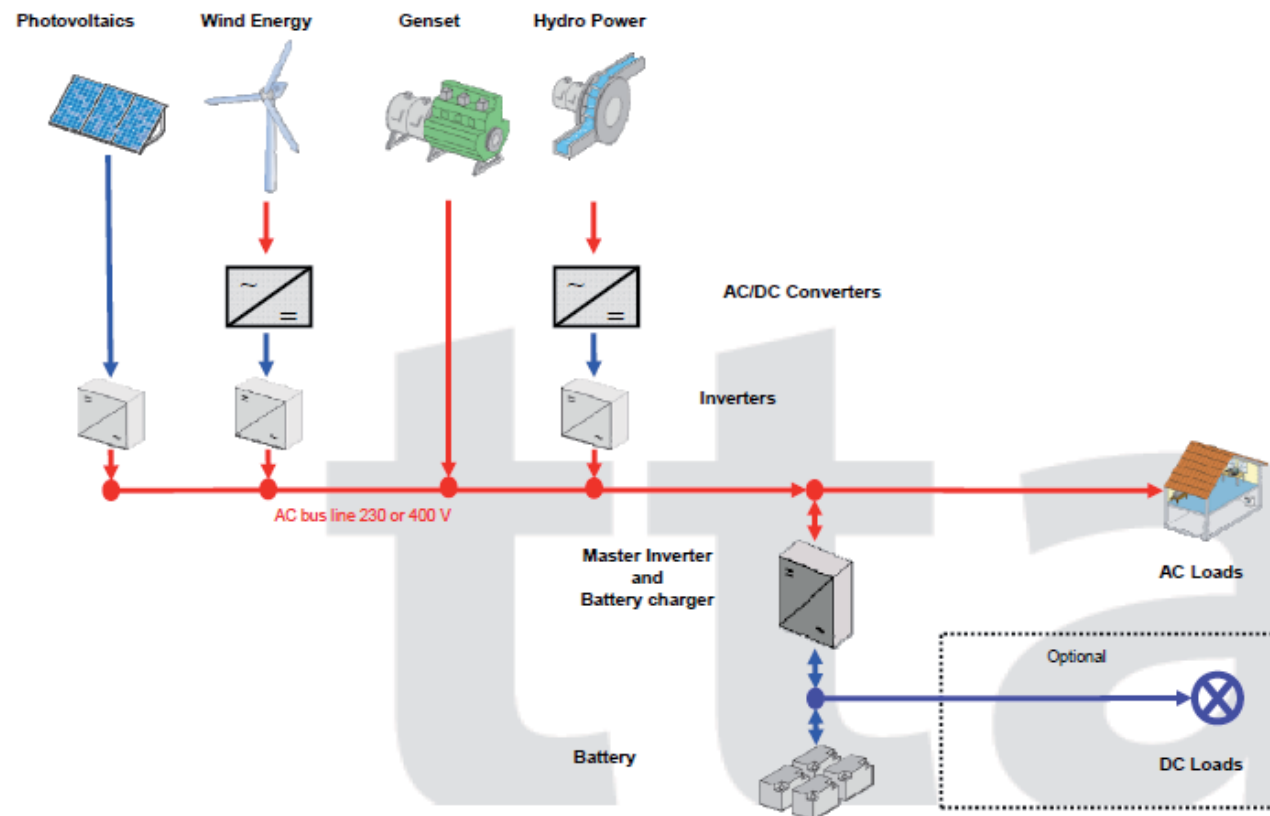 Photovoltaics
Wind Energy
Genset
Hydro Power
AC/DC Converters
Inverters
AC bus line 230 or 400 V
Master Inverter
and
Battery charger
AC Loads
Optional
Battery
DC Loads
tta